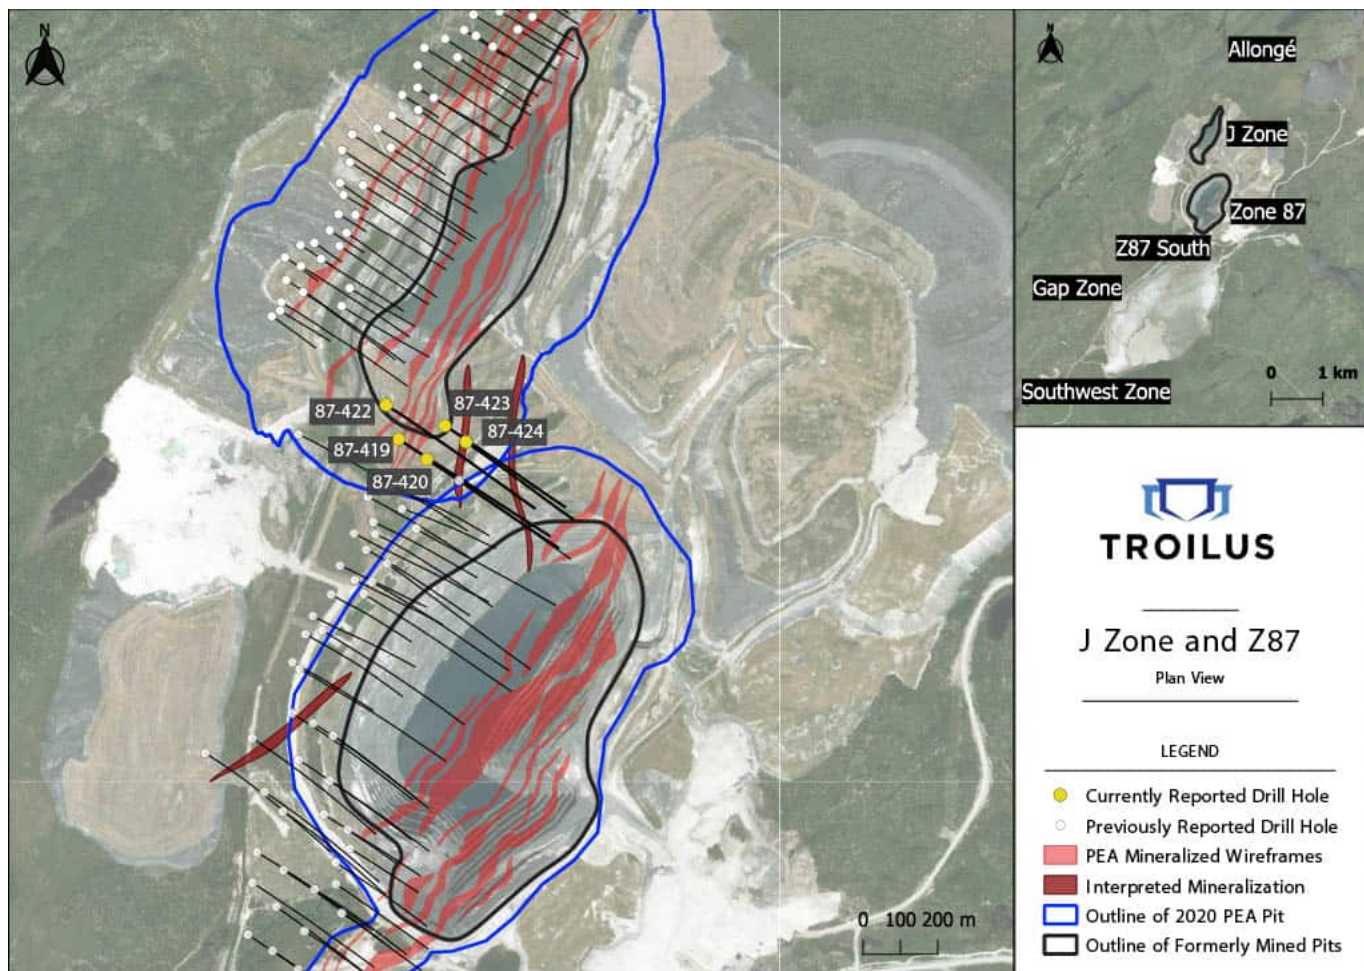 N
87-422
87-423
87-419
87-424
87-420
0 100 200 m
N
Allongé
J Zone
Zone 87
Z87 South
Gap Zone
0 1 km
Southwest Zone
TROILUS
J Zone and Z87
Plan View
LEGEND
Currently Reported Drill Hole
Previously Reported Drill Hole
PEA Mineralized Wireframes
Interpreted Mineralization
Outline of 2020 PEA Pit
Outline of Formerly Mined Pits